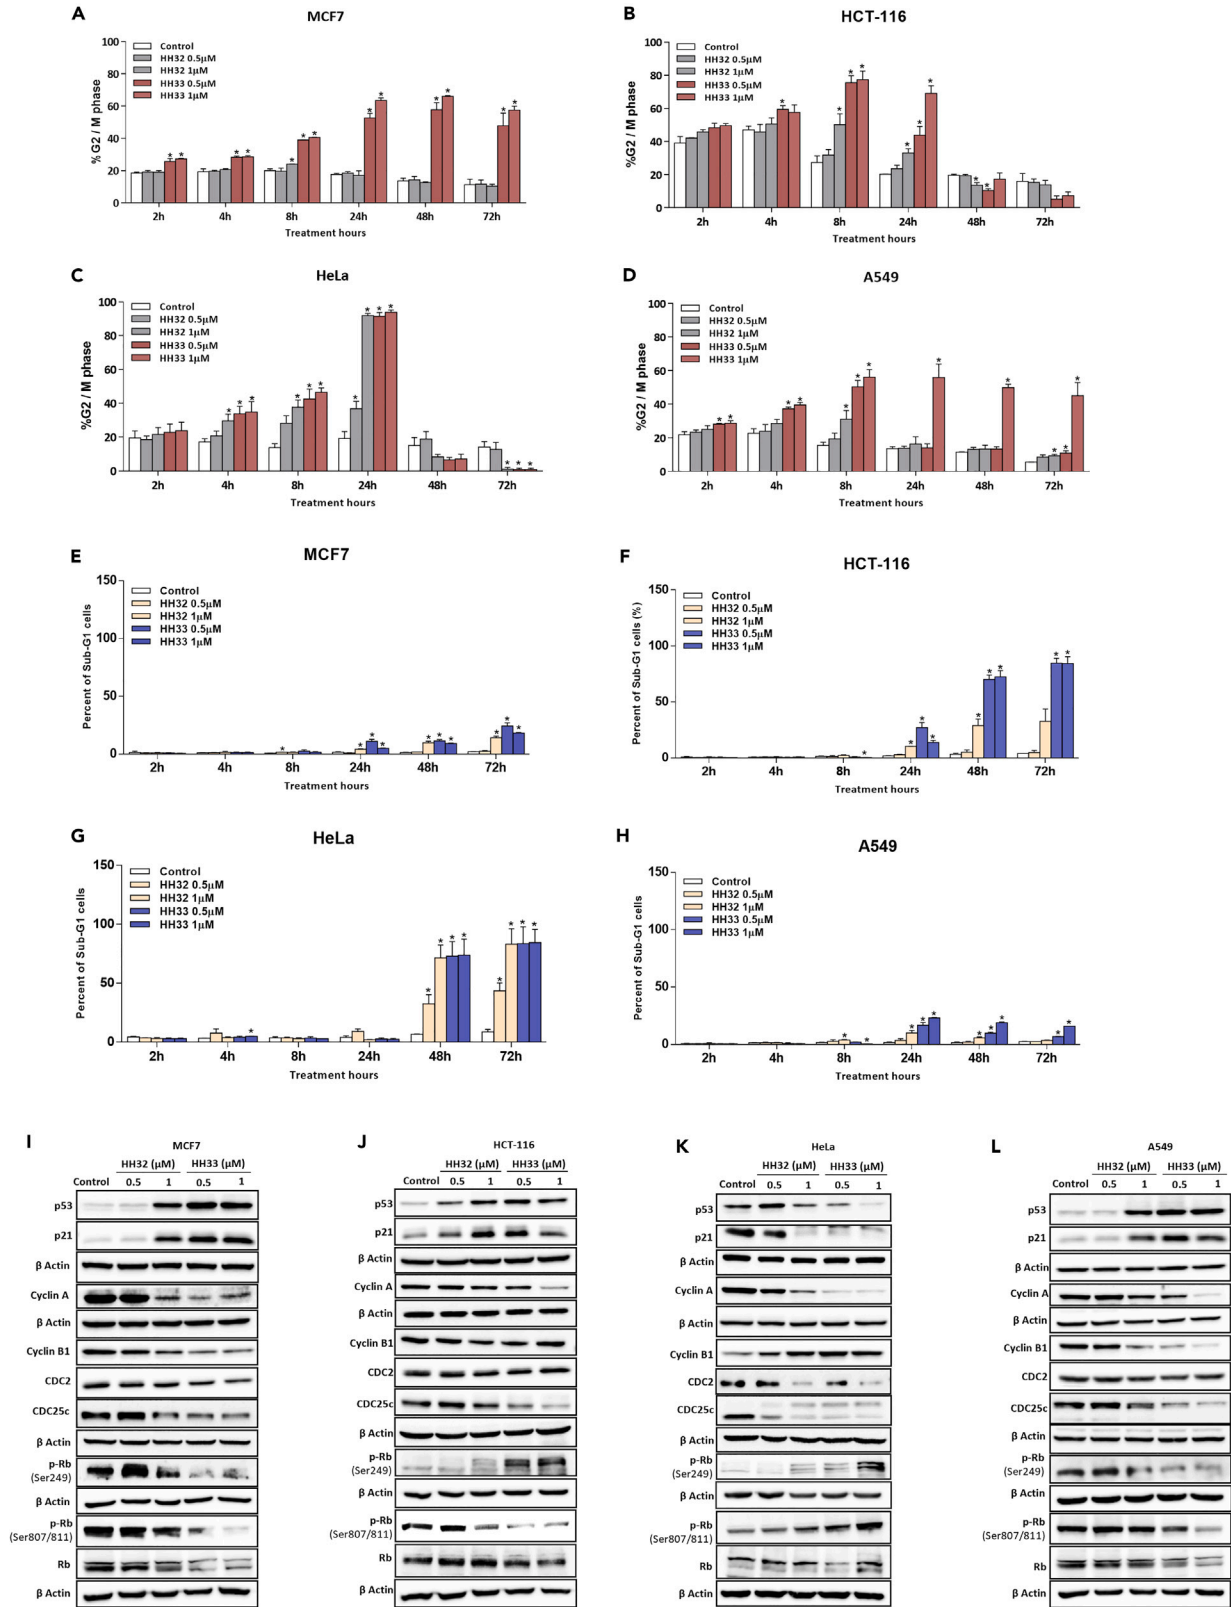 A
MCF7
%G2 / M phase
100
80
60
40
20
0
Control
HH32 0.5μM
HH32 1μM
HH33 0.5μM
HH33 1μM
* * * * * * * * * * * * *
2h 4h 8h 24h 48h 72h
Treatment hours
B
HCT-116
%G2 / M phase
100
80
60
40
20
0
Control
HH32 0.5μM
HH32 1μM
HH33 0.5μM
HH33 1μM
* * * * * * * * *
2h 4h 8h 24h 48h 72h
Treatment hours
C
HeLa
%G2 / M phase
100
80
60
40
20
0
Control
HH32 0.5μM
HH32 1μM
HH33 0.5μM
HH33 1μM
* * * * * * * * * * * * *
2h 4h 8h 24h 48h 72h
Treatment hours
D
A549
%G2 / M phase
100
80
60
40
20
0
Control
HH32 0.5μM
HH32 1μM
HH33 0.5μM
HH33 1μM
* * * * * * * * * * * *
2h 4h 8h 24h 48h 72h
Treatment hours
E
MCF7
Percent of Sub-G1 cells
150
100
50
0
Control
HH32 0.5μM
HH32 1μM
HH33 0.5μM
HH33 1μM
* * * * * * * * * *
2h 4h 8h 24h 48h 72h
Treatment hours
F
HCT-116
Percent of Sub-G1 cells (%)
150
100
50
0
Control
HH32 0.5μM
HH32 1μM
HH33 0.5μM
HH33 1μM
* * * * * * * * *
2h 4h 8h 24h 48h 72h
Treatment hours
G
HeLa
Percent of Sub-G1 cells
150
100
50
0
Control
HH32 0.5μM
HH32 1μM
HH33 0.5μM
HH33 1μM
* * * * * * * * *
2h 4h 8h 24h 48h 72h
Treatment hours
H
A549
Percent of Sub-G1 cells
150
100
50
0
Control
HH32 0.5μM
HH32 1μM
HH33 0.5μM
HH33 1μM
* * * * * * * * * *
2h 4h 8h 24h 48h 72h
Treatment hours
I
MCF7
HH32 (μM) HH33 (μM)
Control 0.5 1 0.5 1
p53
p21
β Actin
Cyclin A
β Actin
Cyclin B1
CDC2
CDC25c
β Actin
p-Rb
(Ser249)
β Actin
p-Rb
(Ser807/811)
Rb
β Actin
J
HCT-116
HH32 (μM) HH33 (μM)
Control 0.5 1 0.5 1
p53
p21
β Actin
Cyclin A
β Actin
Cyclin B1
CDC2
CDC25c
β Actin
p-Rb
(Ser249)
β Actin
p-Rb
(Ser807/811)
Rb
β Actin
K
HeLa
HH32 (μM) HH33 (μM)
Control 0.5 1 0.5 1
p53
p21
β Actin
Cyclin A
β Actin
Cyclin B1
CDC2
CDC25c
β Actin
p-Rb
(Ser249)
β Actin
p-Rb
(Ser807/811)
Rb
β Actin
L
A549
HH32 (μM) HH33 (μM)
Control 0.5 1 0.5 1
p53
p21
β Actin
Cyclin A
β Actin
Cyclin B1
CDC2
CDC25c
β Actin
p-Rb
(Ser249)
β Actin
p-Rb
(Ser807/811)
Rb
β Actin